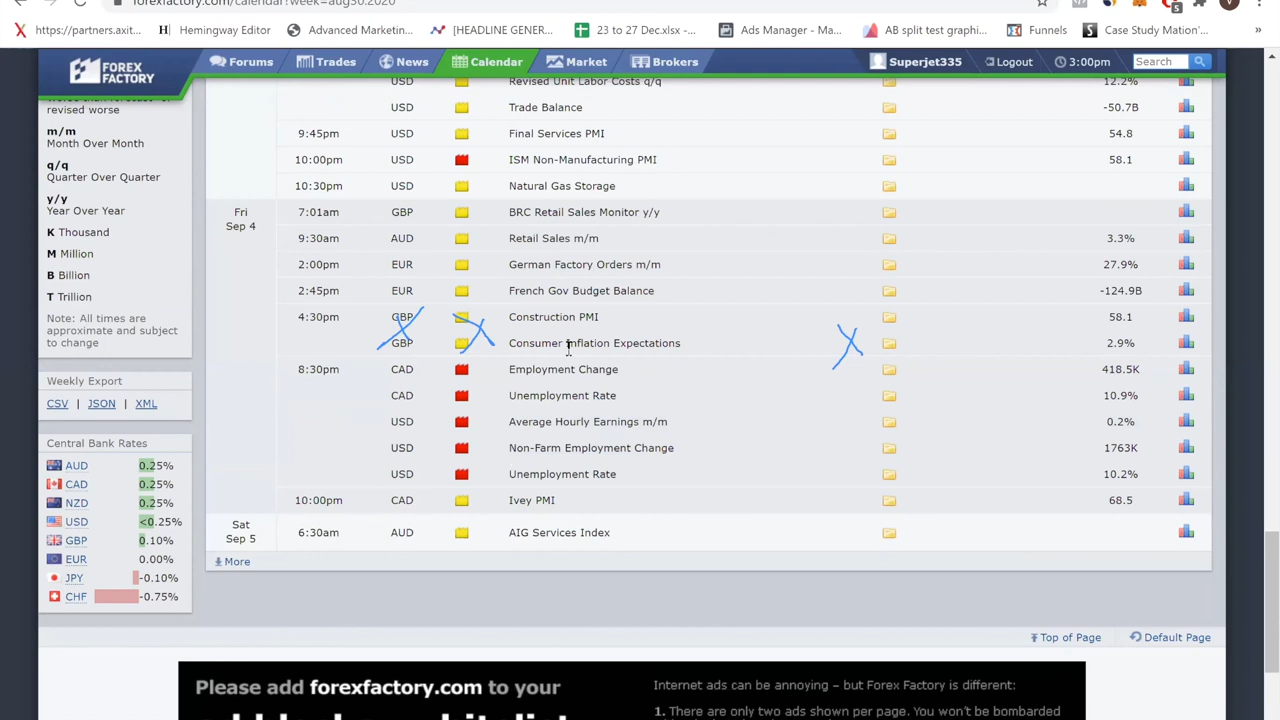 forexfactory.com/calendar?week=aug30.2020
https://partners.axit... Hemingway Editor Advanced Marketin... [HEADLINE GENER... 23 to 27 Dec.xlsx -... Ads Manager - Ma... AB split test graphi... Funnels Case Study Mation'... »
FOREX FACTORY Forums Trades News Calendar Market Brokers Superjet335 Logout 3:00pm Search
revised worse
m/m
Month Over Month
q/q
Quarter Over Quarter
y/y
Year Over Year
K Thousand
M Million
B Billion
T Trillion
Note: All times are
approximate and subject
to change
Weekly Export
CSV | JSON | XML
Central Bank Rates
AUD 0.25%
CAD 0.25%
NZD 0.25%
USD <0.25%
GBP 0.10%
EUR 0.00%
JPY -0.10%
CHF -0.75%
USD Revised Unit Labor Costs q/q 12.2%
USD Trade Balance -50.7B
9:45pm USD Final Services PMI 54.8
10:00pm USD ISM Non-Manufacturing PMI 58.1
10:30pm USD Natural Gas Storage
Fri Sep 4 7:01am GBP BRC Retail Sales Monitor y/y
9:30am AUD Retail Sales m/m 3.3%
2:00pm EUR German Factory Orders m/m 27.9%
2:45pm EUR French Gov Budget Balance -124.9B
4:30pm GBP Construction PMI 58.1
GBP Consumer Inflation Expectations 2.9%
8:30pm CAD Employment Change 418.5K
CAD Unemployment Rate 10.9%
USD Average Hourly Earnings m/m 0.2%
USD Non-Farm Employment Change 1763K
USD Unemployment Rate 10.2%
10:00pm CAD Ivey PMI 68.5
Sat Sep 5 6:30am AUD AIG Services Index
More
Top of Page Default Page
Please add forexfactory.com to your
Internet ads can be annoying – but Forex Factory is different:
1. There are only two ads shown per page. You won't be bombarded